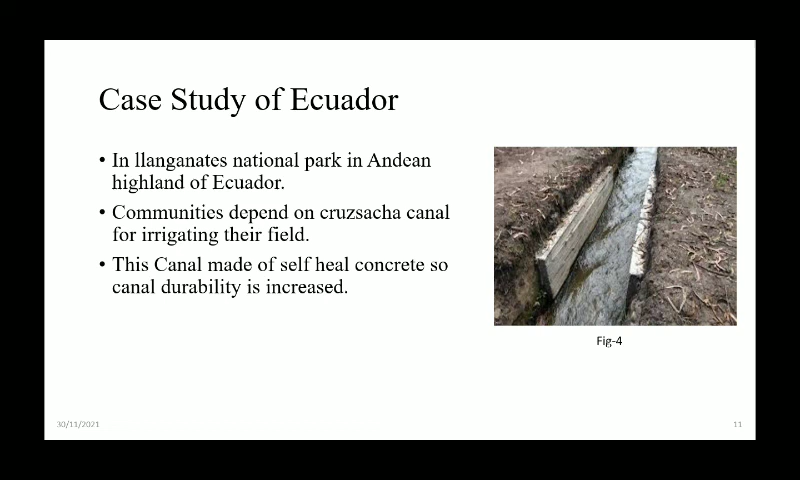 Case Study of Ecuador
• In llanganates national park in Andean
highland of Ecuador.
• Communities depend on cruzsacha canal
for irrigating their field.
• This Canal made of self heal concrete so
canal durability is increased.
Fig-4
30/11/2021
11